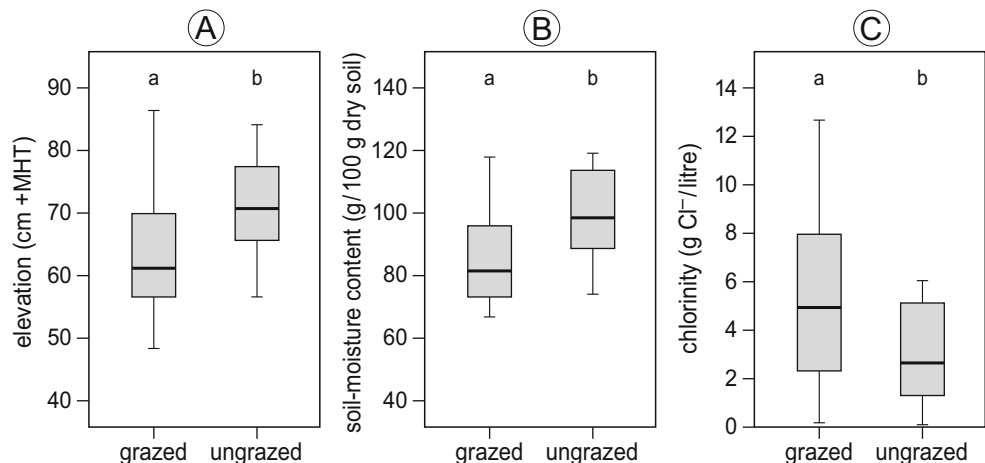 A
B
C
elevation (cm +MHT)
90
80
70
60
50
40
a
b
grazed
ungrazed
soil-moisture content (g/100 g dry soil)
140
120
100
80
60
40
a
b
grazed
ungrazed
chlorinity (g Cl⁻/litre)
14
12
10
8
6
4
2
0
a
b
grazed
ungrazed